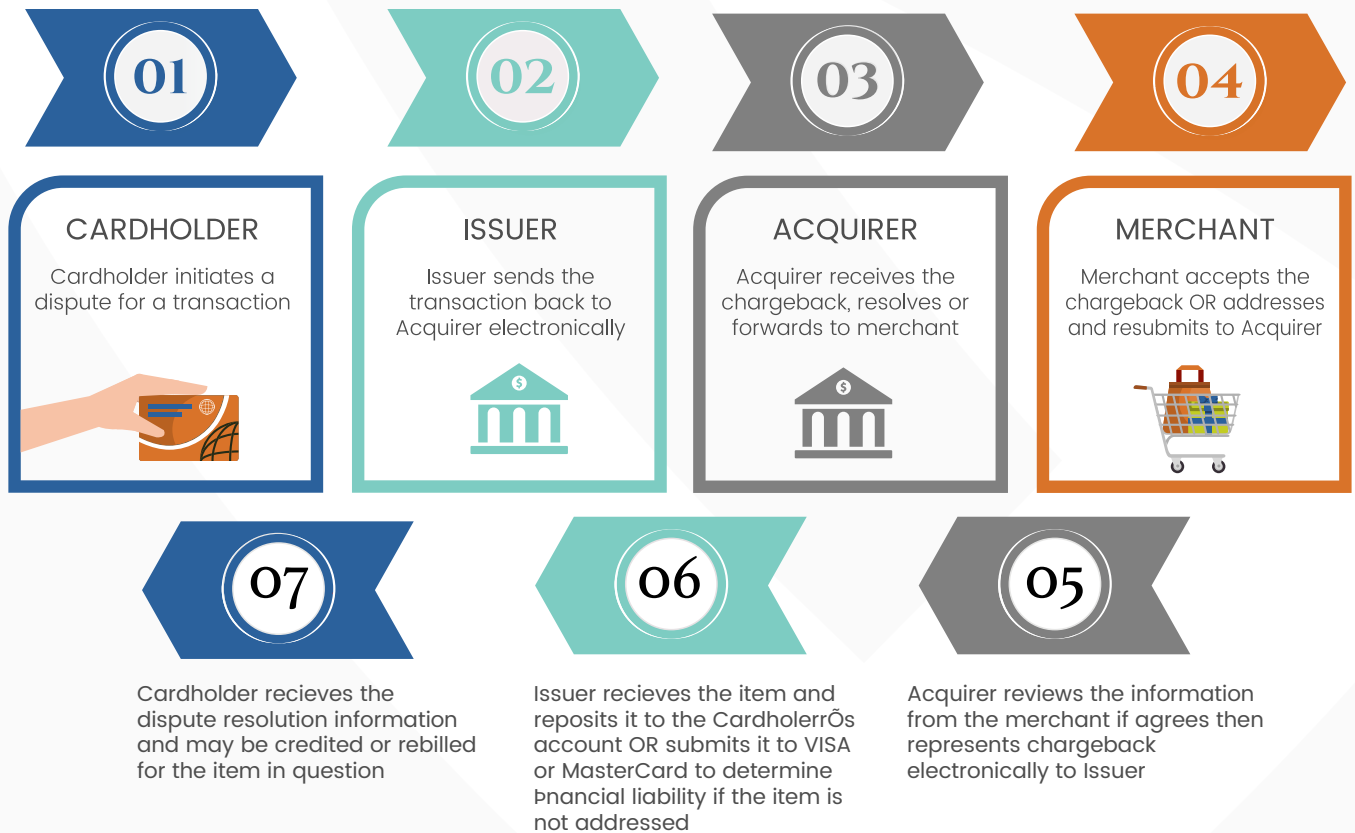 01
02
03
04
CARDHOLDER
Cardholder initiates a
dispute for a transaction
ISSUER
Issuer sends the
transaction back to
Acquirer electronically
$
ACQUIRER
Acquirer receives the
chargeback, resolves or
forwards to merchant
$
MERCHANT
Merchant accepts the
chargeback OR addresses
and resubmits to Acquirer
07
06
05
Cardholder recieves the
dispute resolution information
and may be credited or rebilled
for the item in question
Issuer recieves the item and
reposits it to the CardholerrÕs
account OR submits it to VISA
or MasterCard to determine
Þnancial liability if the item is
not addressed
Acquirer reviews the information
from the merchant if agrees then
represents chargeback
electronically to Issuer